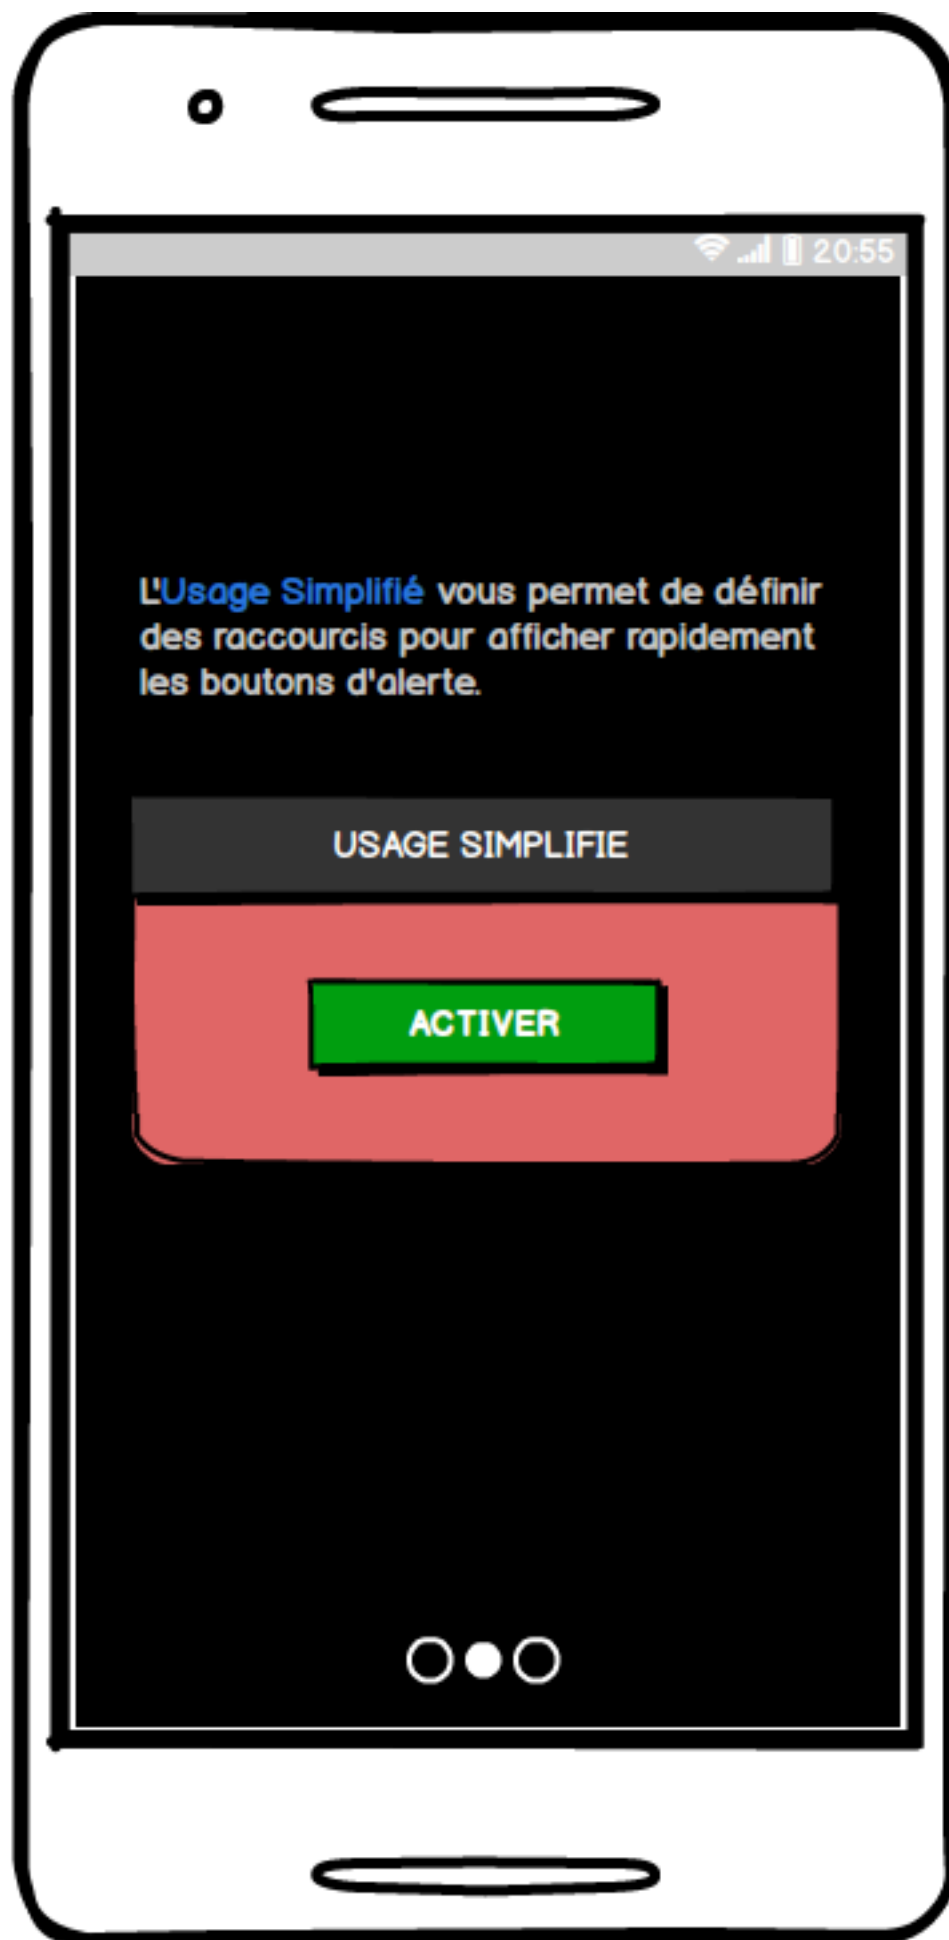 20:55
L'Usage Simplifié vous permet de définir
des raccourcis pour afficher rapidement
les boutons d'alerte.
USAGE SIMPLIFIE
ACTIVER